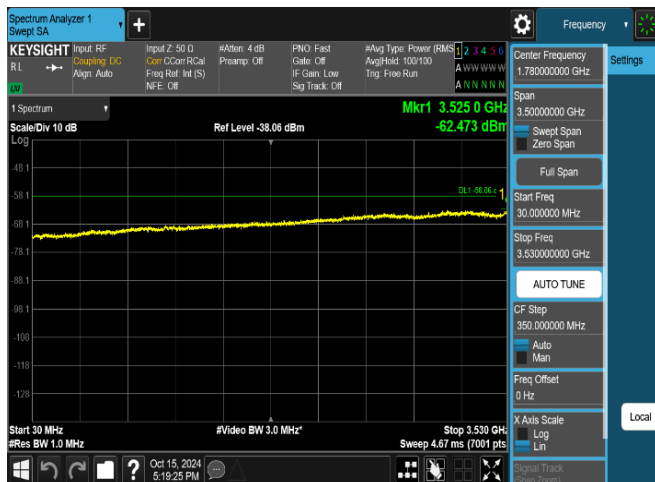 Spectrum Analyzer 1
Swept SA
Frequency
KEYSIGHT
RL
Input: RF
Coupling: DC
Align: Auto
Input Z: 50 Ω
Corr CCorr RCal
Freq Ref: Int (S)
NFE: Off
#Atten: 4 dB
Preamp: Off
PNO: Fast
Gate: Off
IF Gain: Low
Sig Track: Off
#Avg Type: Power (RMS
Avg|Hold: 100/100
Trig: Free Run
1 2 3 4 5 6
A W W W W W
A N N N N N
1 Spectrum
Scale/Div 10 dB
Log
Ref Level -38.06 dBm
Mkr1 3.525 0 GHz
-62.473 dBm
-48.1
-58.1
-68.1
-78.1
-88.1
-98.1
-108
-118
-128
DL1 -58.06
1
Start 30 MHz
#Res BW 1.0 MHz
#Video BW 3.0 MHz*
Stop 3.530 GHz
Sweep 4.67 ms (7001 pts
Oct 15, 2024
5:19:25 PM
Center Frequency
1.780000000 GHz
Span
3.50000000 GHz
Swept Span
Zero Span
Full Span
Start Freq
30.000000 MHz
Stop Freq
3.530000000 GHz
AUTO TUNE
CF Step
350.000000 MHz
Auto
Man
Freq Offset
0 Hz
X Axis Scale
Log
Lin
Signal Track
(Span Zoom)
Settings
Local